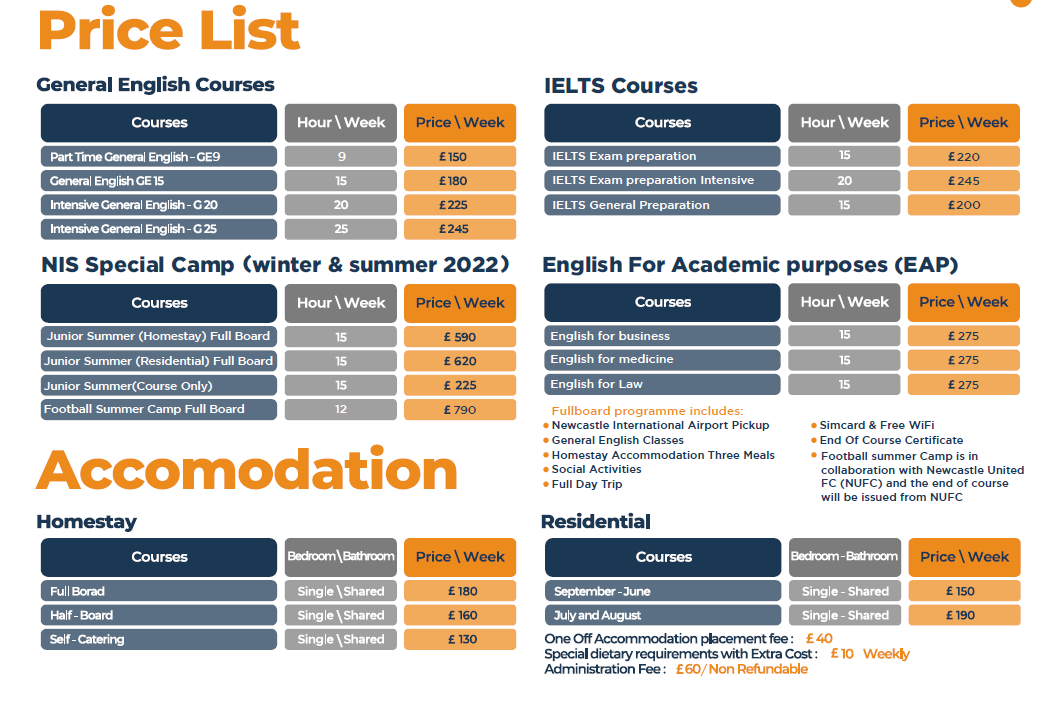 Price List
General English Courses
Courses Hour \ Week Price \ Week
Part Time General English - GE9 9 £150
General English GE 15 15 £180
Intensive General English - G 20 20 £225
Intensive General English - G 25 25 £245
IELTS Courses
Courses Hour \ Week Price \ Week
IELTS Exam preparation 15 £220
IELTS Exam preparation Intensive 20 £245
IELTS General Preparation 15 £200
NIS Special Camp (winter & summer 2022)
Courses Hour \ Week Price \ Week
Junior Summer (Homestay) Full Board 15 £ 590
Junior Summer (Residential) Full Board 15 £ 620
Junior Summer(Course Only) 15 £ 225
Football Summer Camp Full Board 12 £ 790
English For Academic purposes (EAP)
Courses Hour \ Week Price \ Week
English for business 15 £ 275
English for medicine 15 £ 275
English for Law 15 £ 275
Fullboard programme includes:
• Newcastle International Airport Pickup
• General English Classes
• Homestay Accommodation Three Meals
• Social Activities
• Full Day Trip
• Simcard & Free WiFi
• End Of Course Certificate
• Football summer Camp is in
collaboration with Newcastle United
FC (NUFC) and the end of course
will be issued from NUFC
Accomodation
Homestay
Courses Bedroom \ Bathroom Price \ Week
Full Borad Single \ Shared £ 180
Half - Board Single \ Shared £ 160
Self - Catering Single \ Shared £ 130
Residential
Courses Bedroom - Bathroom Price \ Week
September - June Single - Shared £ 150
July and August Single - Shared £ 190
One Off Accommodation placement fee : £ 40
Special dietary requirements with Extra Cost : £ 10 Weekly
Administration Fee : £ 60/ Non Refundable